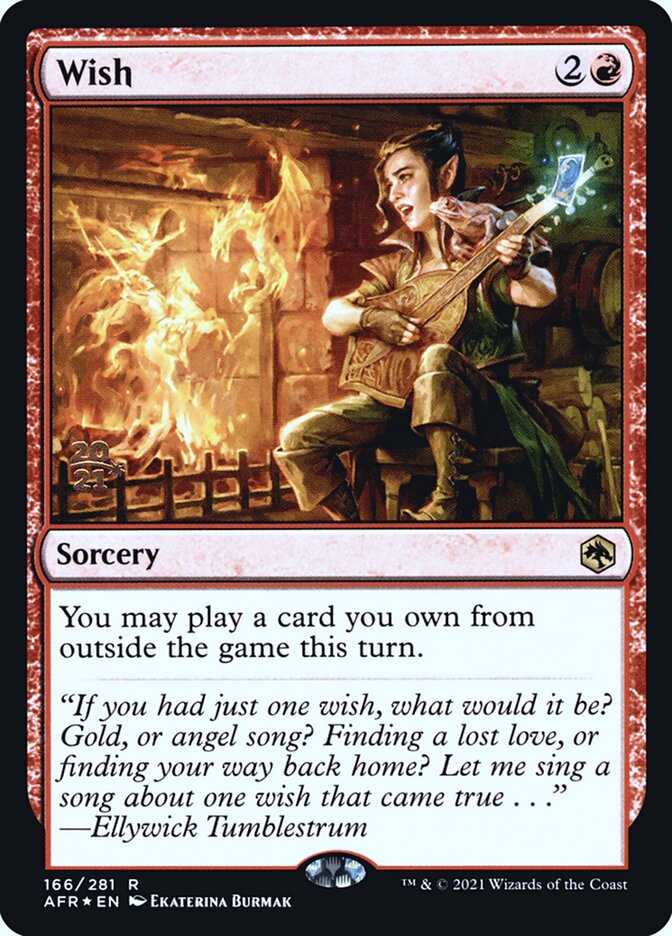 Wish
2
20
21
Sorcery
You may play a card you own from
outside the game this turn.
“If you had just one wish, what would it be?
Gold, or angel song? Finding a lost love, or
finding your way back home? Let me sing a
song about one wish that came true . . .”
—Ellywick Tumblestrum
166/281 R
AFR★EN Ekaterina Burmak
™ & © 2021 Wizards of the Coast